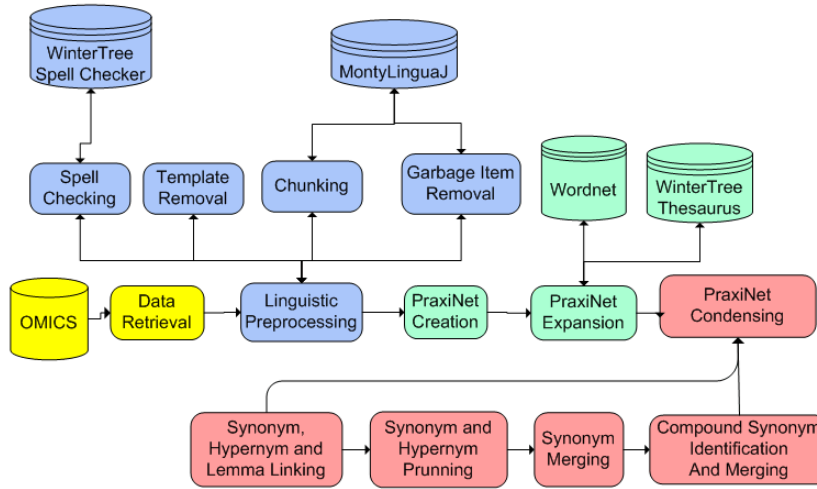 WinterTree
Spell Checker
MontyLinguaJ
Spell
Checking
Template
Removal
Chunking
Garbage Item
Removal
Wordnet
WinterTree
Thesaurus
OMICS
Data
Retrieval
Linguistic
Preprocessing
PraxiNet
Creation
PraxiNet
Expansion
PraxiNet
Condensing
Synonym,
Hypernym and
Lemma Linking
Synonym and
Hypernym
Prunning
Synonym
Merging
Compound Synonym
Identification
And Merging